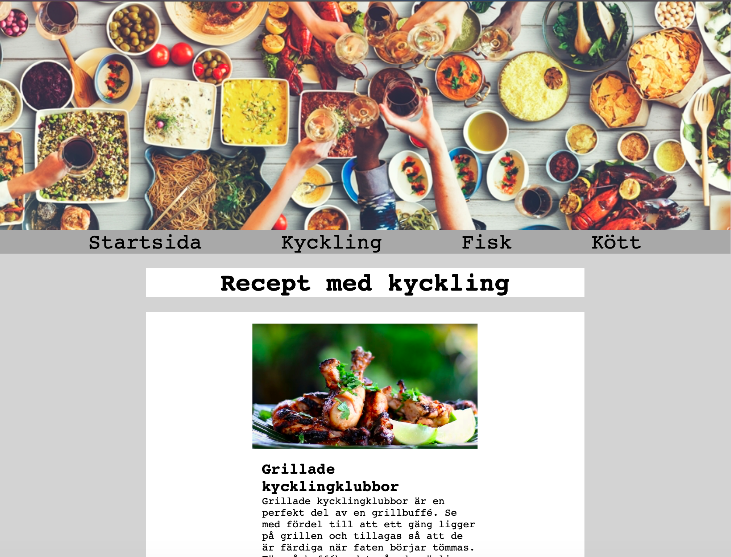 Startsida Kyckling Fisk Kött
Recept med kyckling
Grillade
kycklingklubbor
Grillade kycklingklubbor är en
perfekt del av en grillbuffé. Se
med fördel till att ett gäng ligger
på grillen och tillagas så att de
är färdiga när faten börjar tömmas.